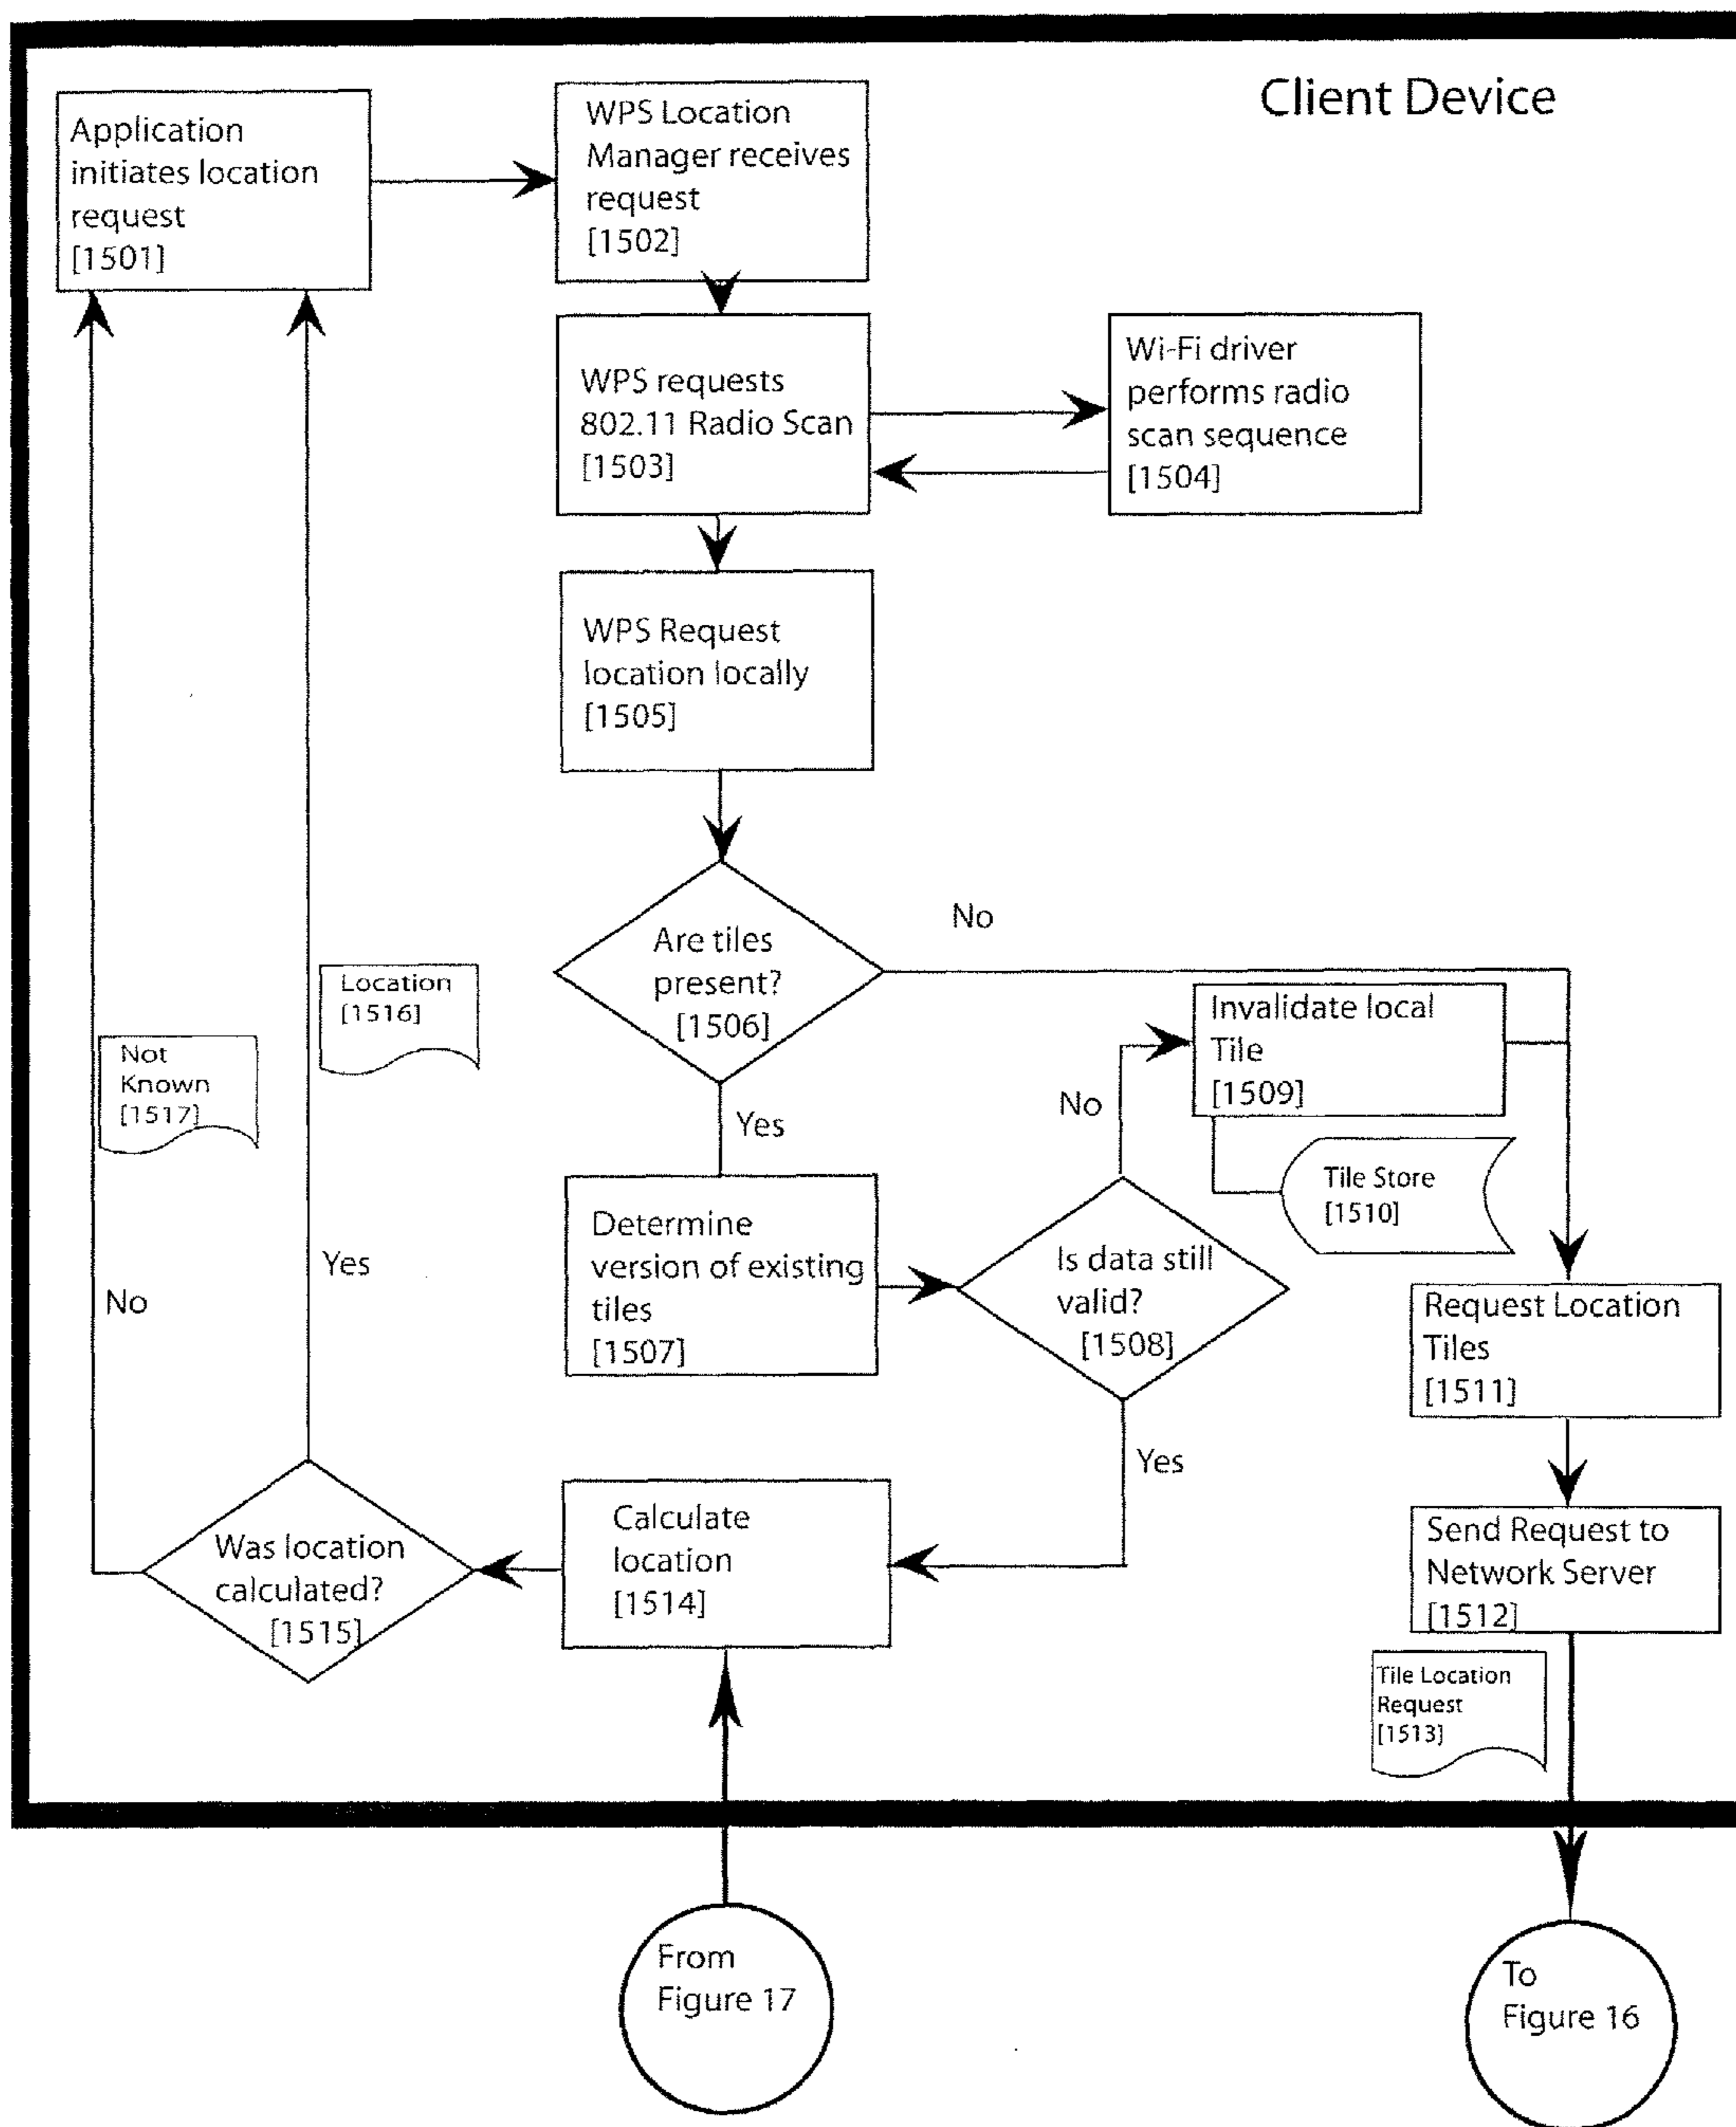 Client Device
Application
initiates location
request
[1501]
WPS Location
Manager receives
request
[1502]
WPS requests
802.11 Radio Scan
[1503]
Wi-Fi driver
performs radio
scan sequence
[1504]
WPS Request
location locally
[1505]
Are tiles
present?
[1506]
No
Yes
Location
[1516]
Not
Known
[1517]
Invalidate local
Tile
[1509]
No
Tile Store
[1510]
Determine
version of existing
tiles
[1507]
Is data still
valid?
[1508]
Yes
No
Request Location
Tiles
[1511]
Yes
Calculate
location
[1514]
Was location
calculated?
[1515]
Send Request to
Network Server
[1512]
Tile Location
Request
[1513]
From
Figure 17
To
Figure 16